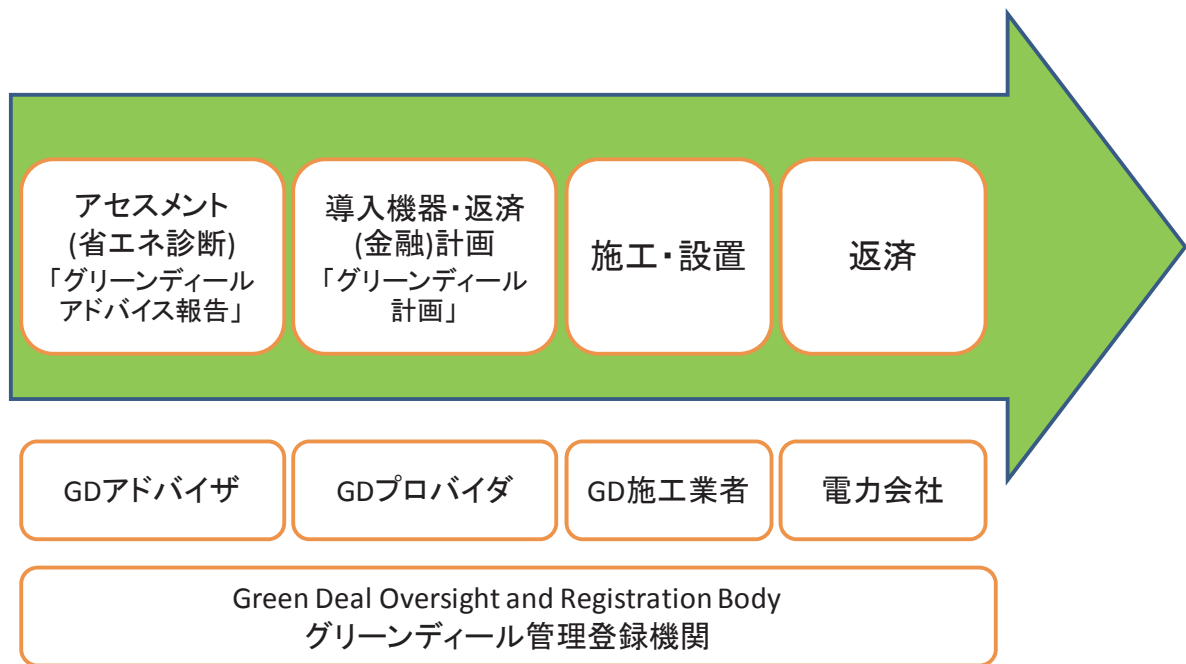 アセスメント
(省エネ診断)
「グリーンディール
アドバイス報告」
導入機器・返済
(金融)計画
「グリーンディール
計画」
施工・設置
返済
GDアドバイザ
GDプロバイダ
GD施工業者
電力会社
Green Deal Oversight and Registration Body
グリーンディール管理登録機関